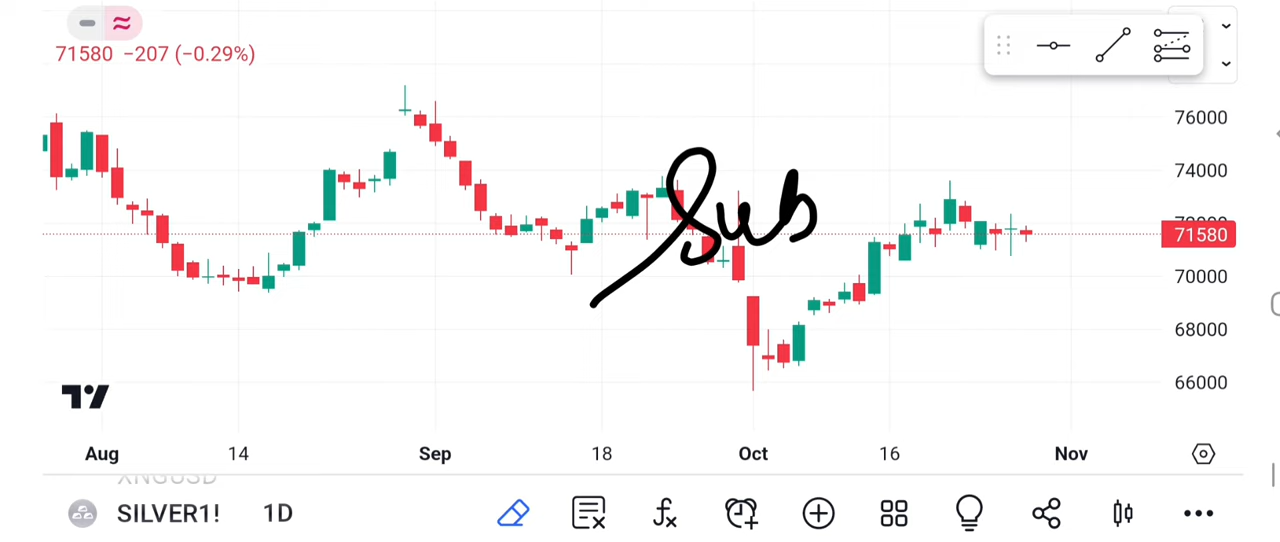 71580 −207 (−0.29%)
76000
74000
Sub
71580
70000
68000
66000
Aug 14 Sep 18 Oct 16 Nov
SILVER1! 1D